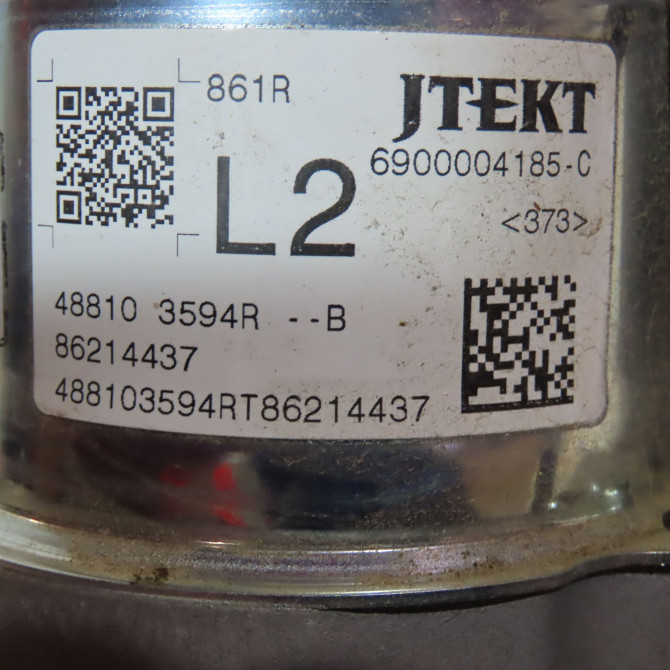 861R
JTEKT
6900004185-C
L2
<373>
48810 3594R --B
86214437
488103594RT86214437